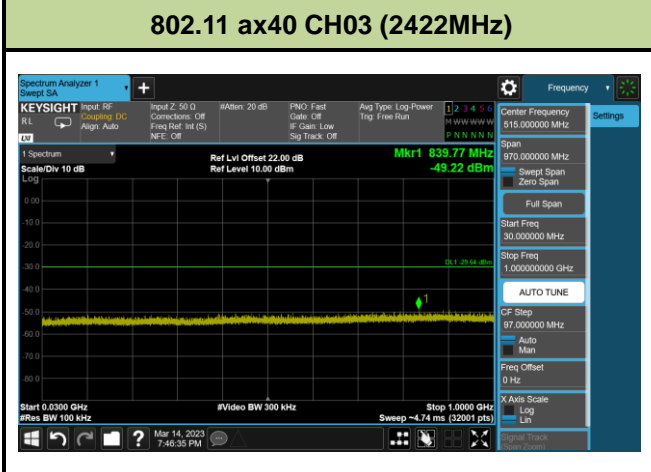 802.11 ax40 CH03 (2422MHz)
Spectrum Analyzer 1
Swept SA
Frequency
KEYSIGHT
RL
Input: RF
Coupling: DC
Align: Auto
Input Z: 50 Ω
Corrections: Off
Freq Ref: Int (S)
NFE: Off
#Atten: 20 dB
PNO: Fast
Gate: Off
IF Gain: Low
Sig Track: Off
Avg Type: Log-Power
Trig: Free Run
1 2 3 4 5 6
M W W W W W
P N N N N N
Center Frequency
515.000000 MHz
Settings
1 Spectrum
Scale/Div 10 dB
Log
Ref Lvl Offset 22.00 dB
Ref Level 10.00 dBm
Mkr1 839.77 MHz
-49.22 dBm
Span
970.000000 MHz
Swept Span
Zero Span
Full Span
Start Freq
30.000000 MHz
Stop Freq
1.000000000 GHz
AUTO TUNE
CF Step
97.000000 MHz
Auto
Man
Freq Offset
0 Hz
X Axis Scale
Log
Lin
Signal Track
(Span Zoom)
0.00
-10.0
-20.0
-30.0
-40.0
-50.0
-60.0
-70.0
-80.0
DL1 -29.64 dBm
1
Start 0.0300 GHz
#Res BW 100 kHz
#Video BW 300 kHz
Stop 1.0000 GHz
Sweep ~4.74 ms (32001 pts)
Mar 14, 2023
7:46:35 PM